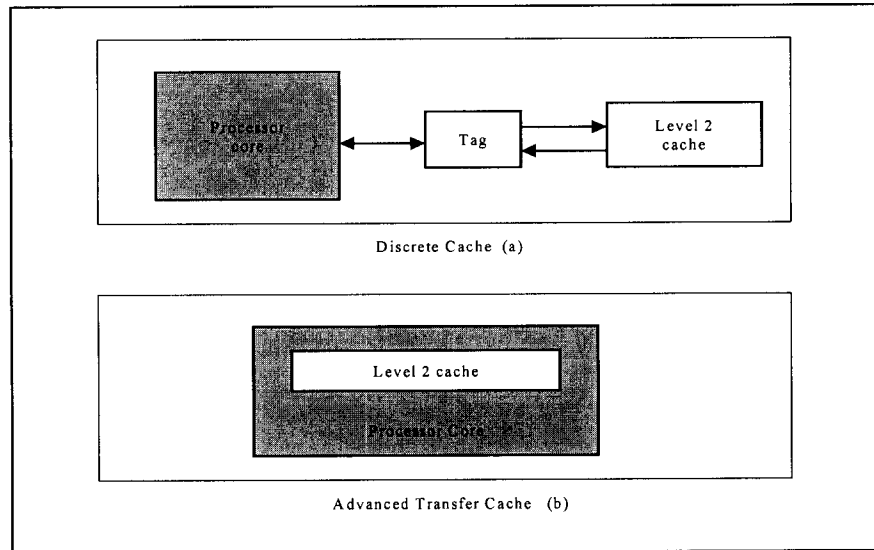 Processor
core
Tag
Level 2
cache
Discrete Cache (a)
Level 2 cache
Processor Core
Advanced Transfer Cache (b)